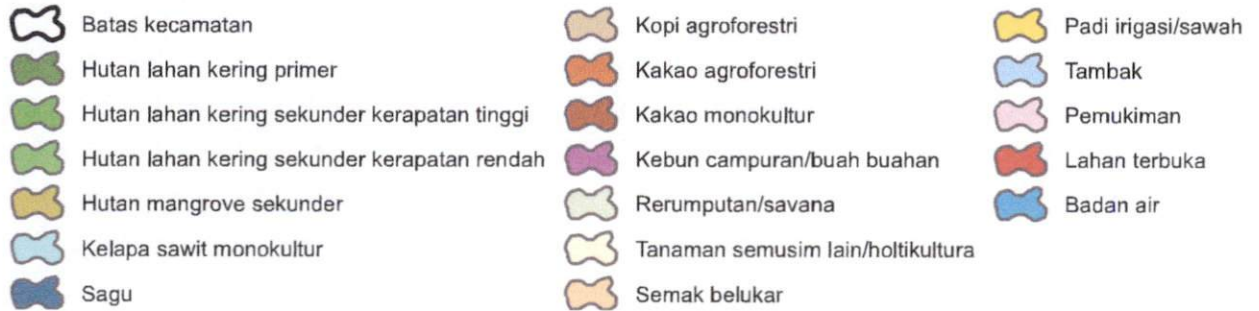 Batas kecamatan
Hutan lahan kering primer
Hutan lahan kering sekunder kerapatan tinggi
Hutan lahan kering sekunder kerapatan rendah
Hutan mangrove sekunder
Kelapa sawit monokultur
Sagu
Kopi agroforestri
Kakao agroforestri
Kakao monokultur
Kebun campuran/buah buahan
Rerumputan/savana
Tanaman semusim lain/holtikultura
Semak belukar
Padi irigasi/sawah
Tambak
Pemukiman
Lahan terbuka
Badan air